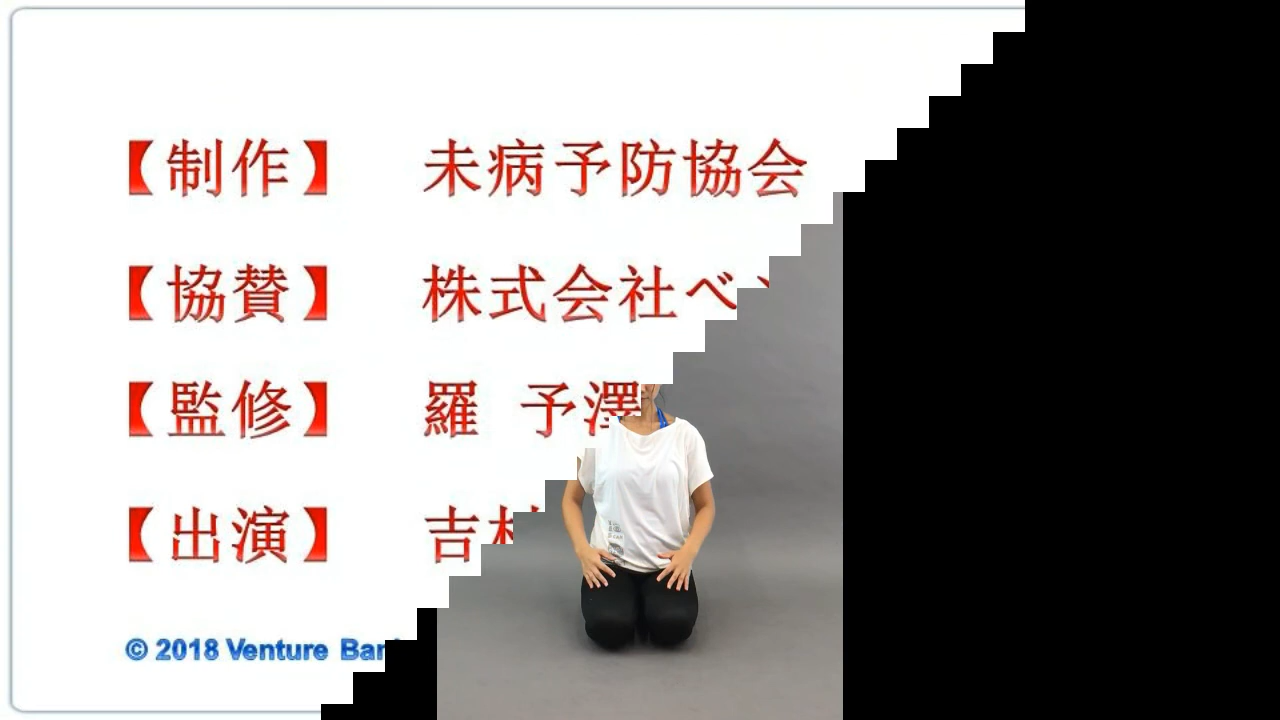 【制作】 未病予防協会
【協賛】 株式会社ベ
【監修】 羅 予澤
【出演】 吉
© 2018 Venture